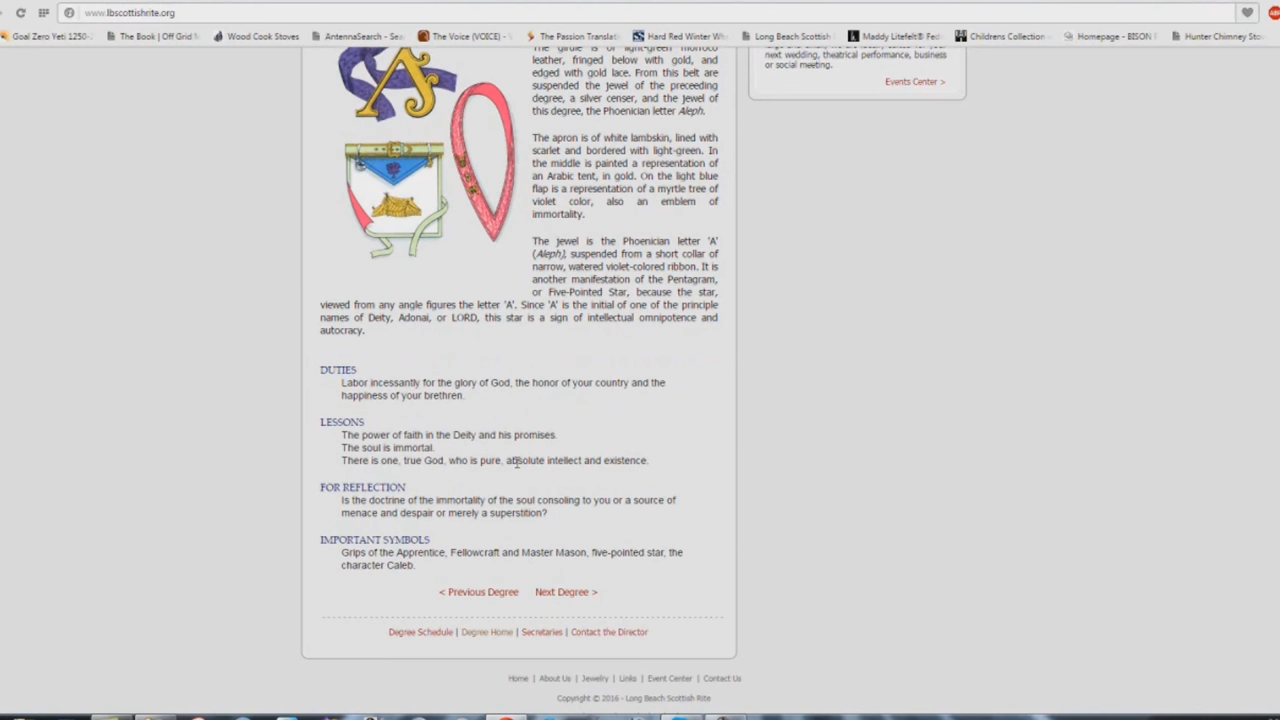 www.lbscottishrite.org
Goal Zero Yeti 1250-
The Book | Off Grid
Wood Cook Stoves
AntennaSearch - Sea
The Voice (VOICE) -
The Passion Translat
Hard Red Winter Wh
Long Beach Scottish
Maddy Litefelt® Fed
Childrens Collection
Homepage - BISON
Hunter Chimney Sto
The girdle is of light-green morroco
leather, fringed below with gold, and
edged with gold lace. From this belt are
suspended the jewel of the preceeding
degree, a silver censer, and the jewel of
this degree, the Phoenician letter Aleph.
The apron is of white lambskin, lined with
scarlet and bordered with light-green. In
the middle is painted a representation of
an Arabic tent, in gold. On the light blue
flap is a representation of a myrtle tree of
violet color, also an emblem of
immortality.
The jewel is the Phoenician letter 'A'
(Aleph), suspended from a short collar of
narrow, watered violet-colored ribbon. It is
another manifestation of the Pentagram,
or Five-Pointed Star, because the star,
viewed from any angle figures the letter 'A'. Since 'A' is the initial of one of the principle
names of Deity, Adonai, or LORD, this star is a sign of intellectual omnipotence and
autocracy.
DUTIES
Labor incessantly for the glory of God, the honor of your country and the
happiness of your brethren.
LESSONS
The power of faith in the Deity and his promises.
The soul is immortal.
There is one, true God, who is pure, absolute intellect and existence.
FOR REFLECTION
Is the doctrine of the immortality of the soul consoling to you or a source of
menace and despair or merely a superstition?
IMPORTANT SYMBOLS
Grips of the Apprentice, Fellowcraft and Master Mason, five-pointed star, the
character Caleb.
< Previous Degree Next Degree >
Degree Schedule | Degree Home | Secretaries | Contact the Director
next wedding, theatrical performance, business
or social meeting.
Events Center >
Home | About Us | Jewelry | Links | Event Center | Contact Us
Copyright © 2016 - Long Beach Scottish Rite